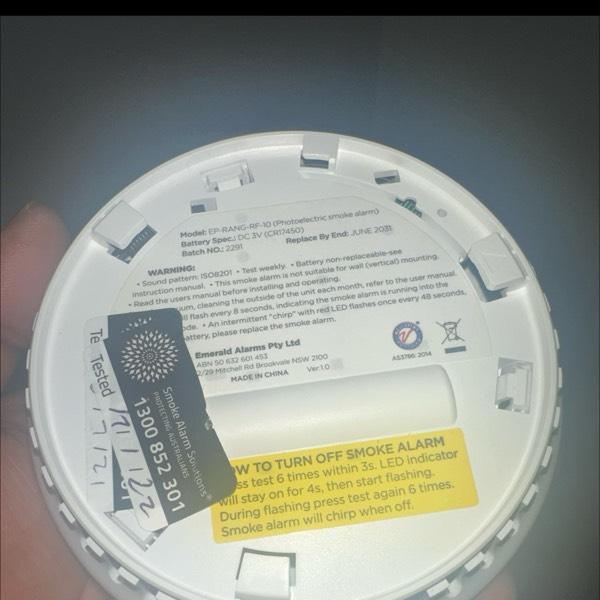 Model: EP-RANG-RF-10 (Photoelectric smoke alarm)
Battery Spec.: DC 3V (CR17450)
Batch NO.: 2291 Replace By End: JUNE 2031
WARNING:
• Sound pattern: ISO8201 • Test weekly. • Battery non-replaceable-see
instruction manual. • This smoke alarm is not suitable for wall (vertical) mounting.
• Read the users manual before installing and operating.
cleaning the outside of the unit each month, refer to the user manual.
flash every 8 seconds, indicating the smoke alarm is running into the
• An intermittent "chirp" with red LED flashes once every 48 seconds.
please replace the smoke alarm.
Emerald Alarms Pty Ltd
ABN 50 632 601 453
2/29 Mitchell Rd Brookvale NSW 2100
MADE IN CHINA Ver:1.0
AS3786: 2014
Smoke Alarm Solutions®
PROTECTING AUSTRALIANS
1300 852 301
Tested
TO TURN OFF SMOKE ALARM
test 6 times within 3s. LED indicator
will stay on for 4s, then start flashing.
During flashing press test again 6 times.
Smoke alarm will chirp when off.